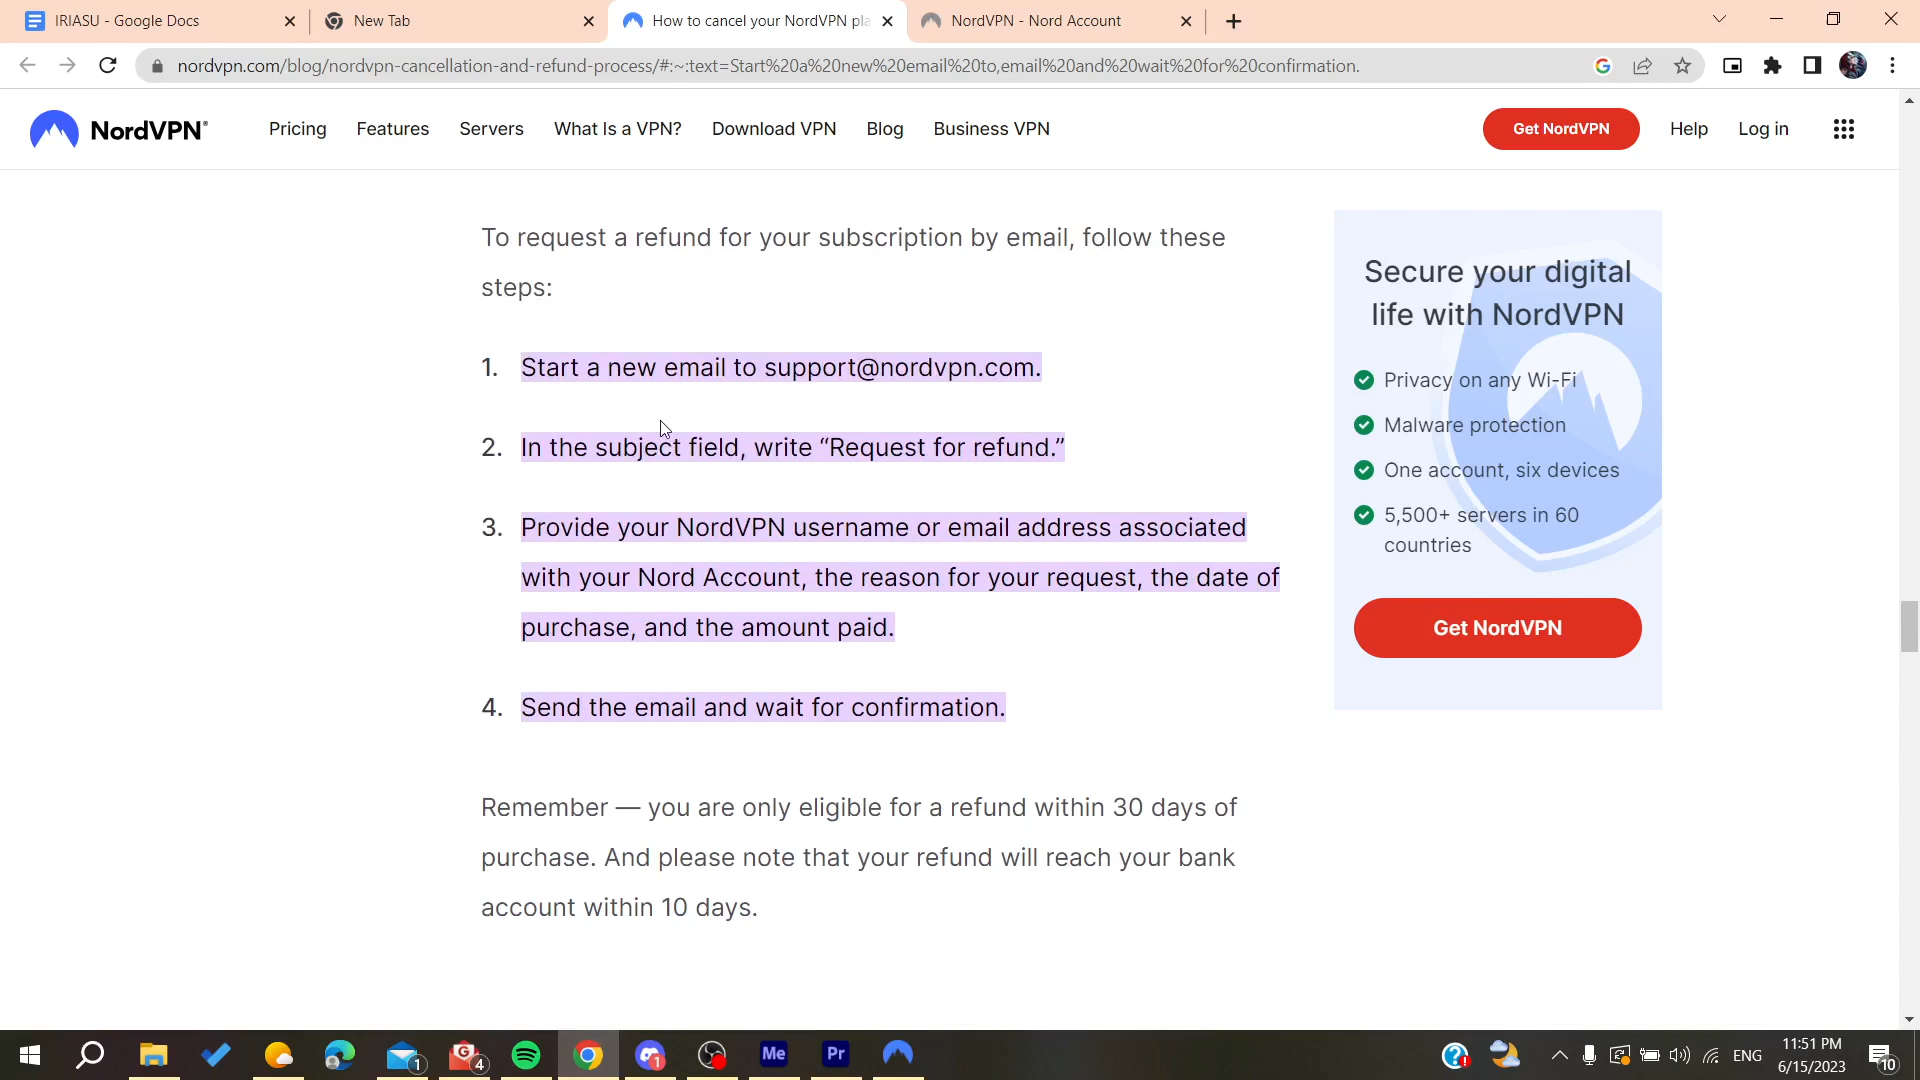 IRIASU - Google Docs
New Tab
How to cancel your NordVPN pla
NordVPN - Nord Account
nordvpn.com/blog/nordvpn-cancellation-and-refund-process/#:~:text=Start%20a%20new%20email%20to,email%20and%20wait%20for%20confirmation.
NordVPN®
Pricing
Features
Servers
What Is a VPN?
Download VPN
Blog
Business VPN
Get NordVPN
Help
Log in
To request a refund for your subscription by email, follow these
steps:
1. Start a new email to support@nordvpn.com.
2. In the subject field, write “Request for refund.”
3. Provide your NordVPN username or email address associated
with your Nord Account, the reason for your request, the date of
purchase, and the amount paid.
4. Send the email and wait for confirmation.
Remember — you are only eligible for a refund within 30 days of
purchase. And please note that your refund will reach your bank
account within 10 days.
Secure your digital
life with NordVPN
Privacy on any Wi-Fi
Malware protection
One account, six devices
5,500+ servers in 60
countries
Get NordVPN
1
G
4
1
Me
Pr
ENG
11:51 PM
6/15/2023
10